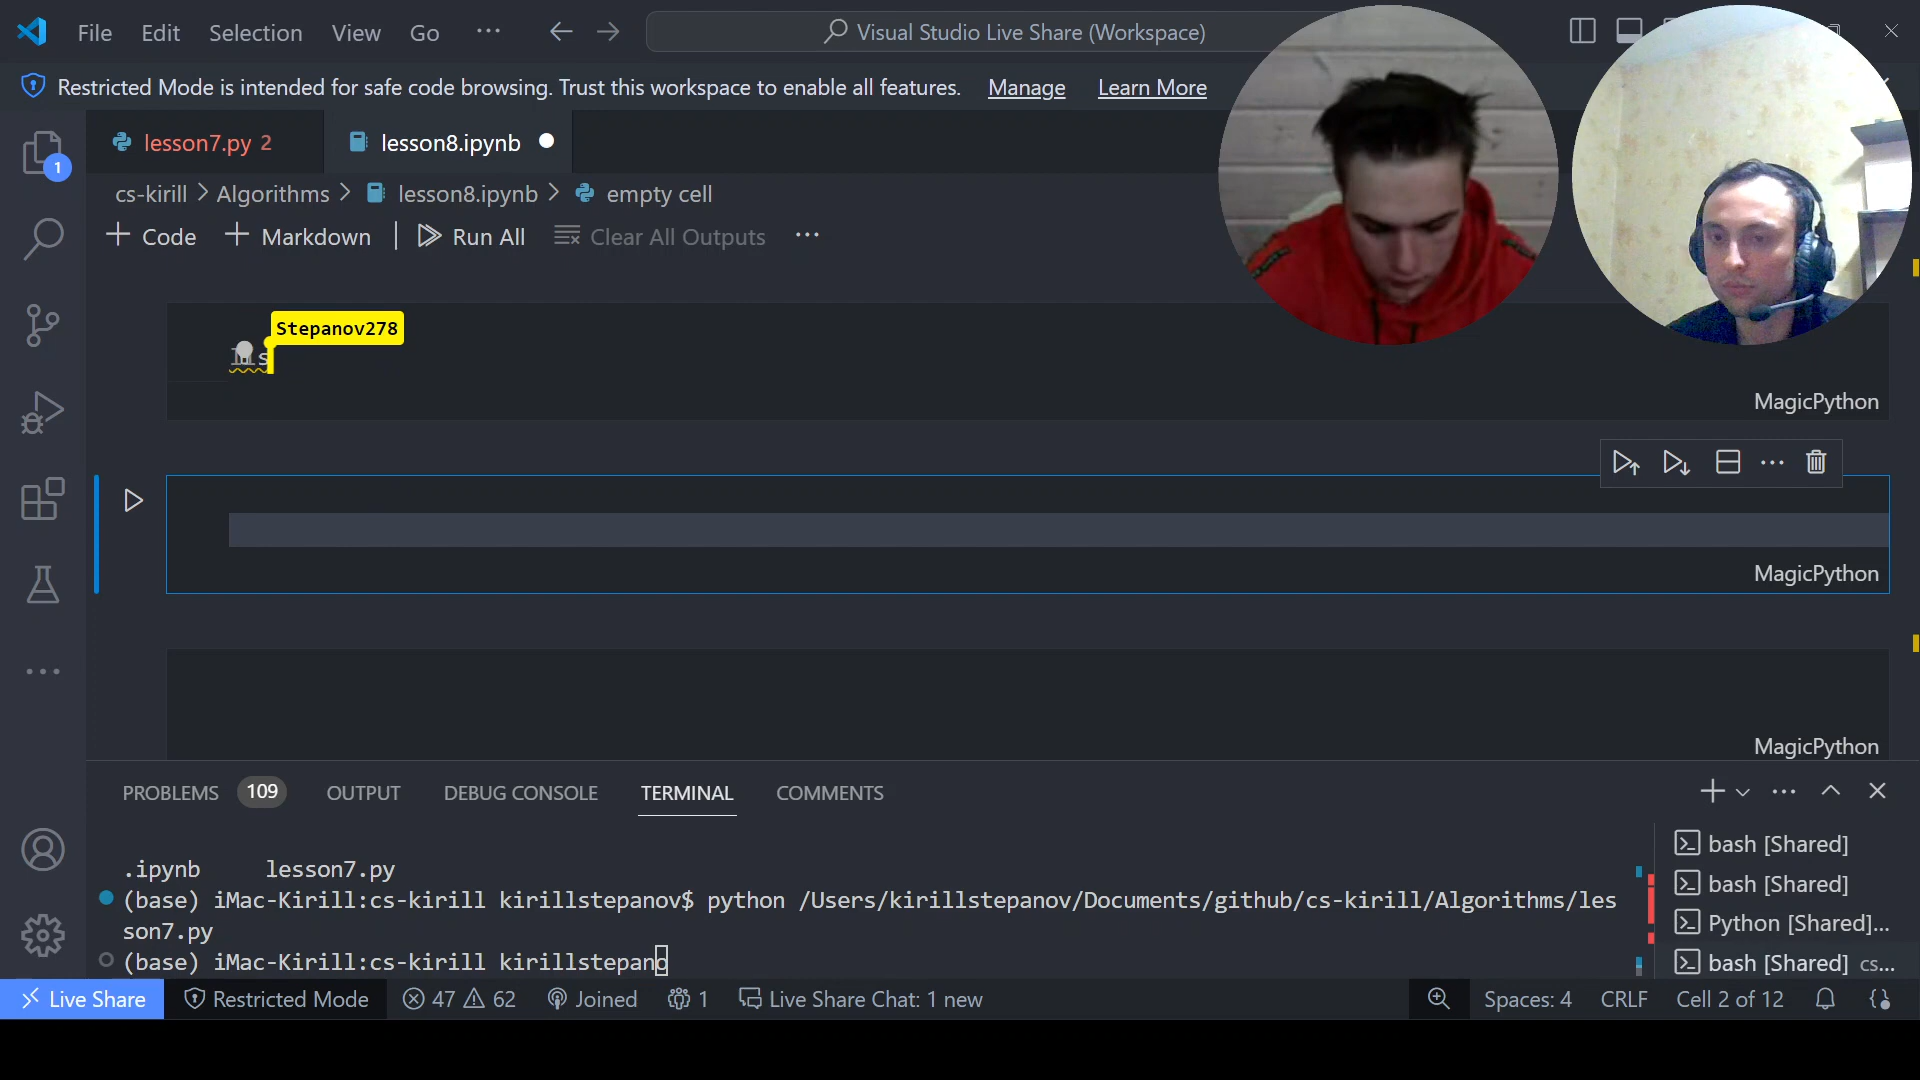 File Edit Selection View Go ... Visual Studio Live Share (Workspace)
Restricted Mode is intended for safe code browsing. Trust this workspace to enable all features. Manage Learn More
lesson7.py 2 lesson8.ipynb
cs-kirill > Algorithms > lesson8.ipynb > empty cell
+ Code + Markdown | Run All Clear All Outputs ...
Stepanov278
MagicPython
MagicPython
MagicPython
PROBLEMS 109 OUTPUT DEBUG CONSOLE TERMINAL COMMENTS
.ipynb lesson7.py
(base) iMac-Kirill:cs-kirill kirillstepanov$ python /Users/kirillstepanov/Documents/github/cs-kirill/Algorithms/les
son7.py
(base) iMac-Kirill:cs-kirill kirillstepano
bash [Shared]
bash [Shared]
Python [Shared]...
bash [Shared] cs...
1
Live Share Restricted Mode 47 62 Joined 1 Live Share Chat: 1 new Spaces: 4 CRLF Cell 2 of 12